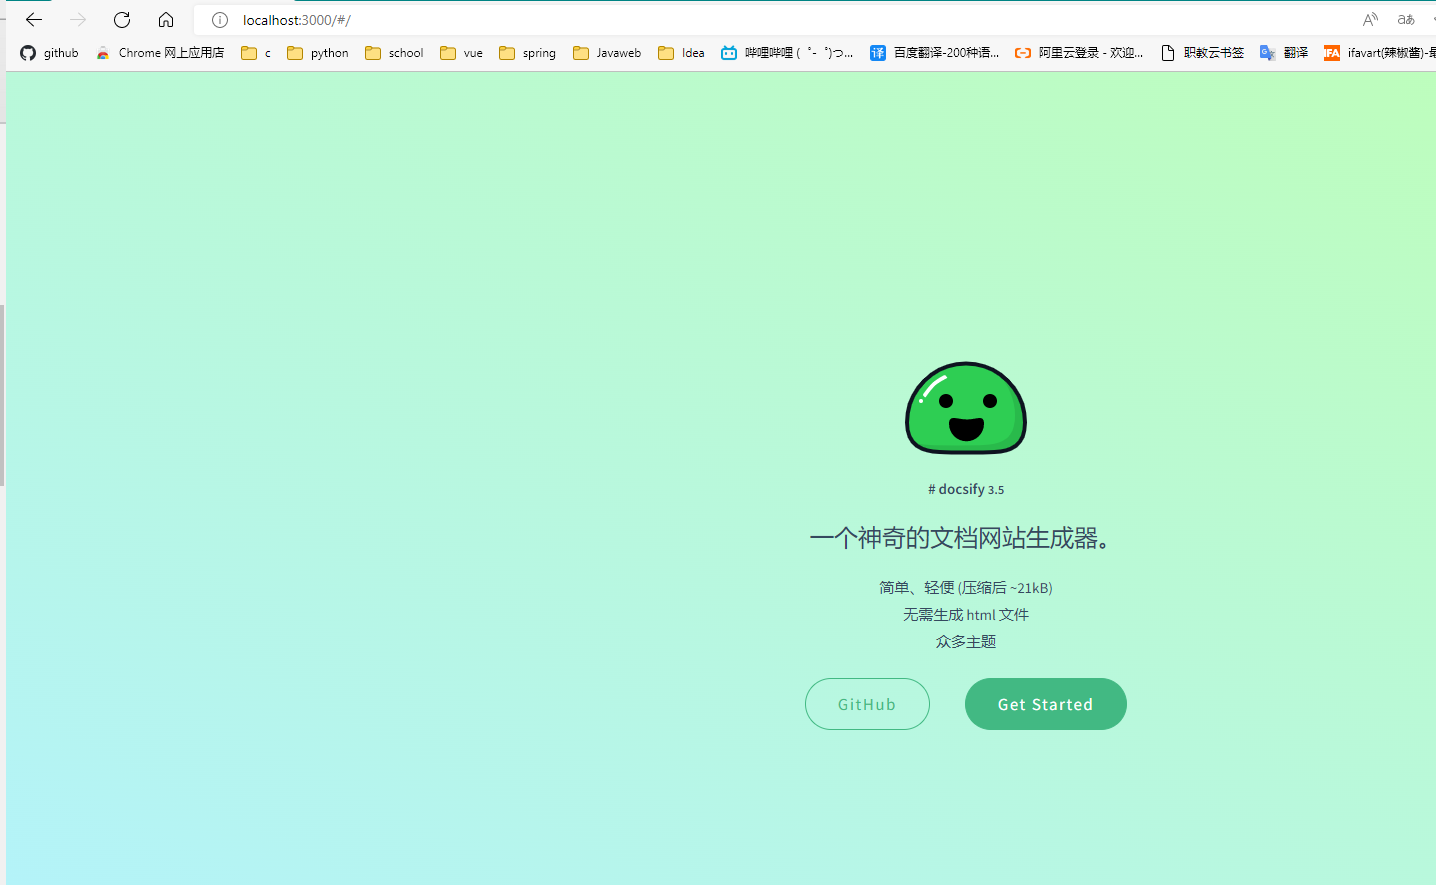 localhost:3000/#/
github Chrome 网上应用店 c python school vue spring Javaweb Idea 哔哩哔哩 (゜-゜)つ... 百度翻译-200种语... 阿里云登录 - 欢迎... 职教云书签 翻译 ifavart(辣椒酱)-最
# docsify 3.5
一个神奇的文档网站生成器。
简单、轻便 (压缩后 ~21kB)
无需生成 html 文件
众多主题
GitHub Get Started